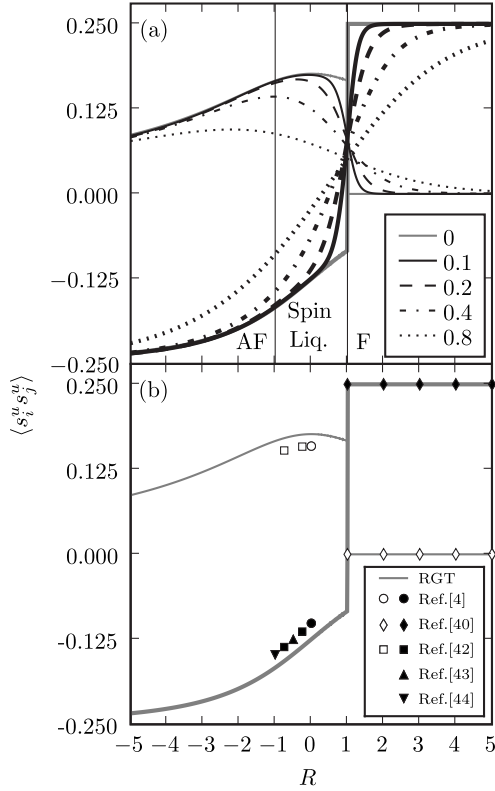 (a)
0.250
0.125
0.000
-0.125
-0.250
0
0.1
0.2
0.4
0.8
AF
Spin
Liq.
F
⟨s_i^u s_j^u⟩
(b)
0.250
0.125
0.000
-0.125
-0.250
RGT
Ref.[4]
Ref.[40]
Ref.[42]
Ref.[43]
Ref.[44]
−5 −4 −3 −2 −1 0 1 2 3 4 5
R